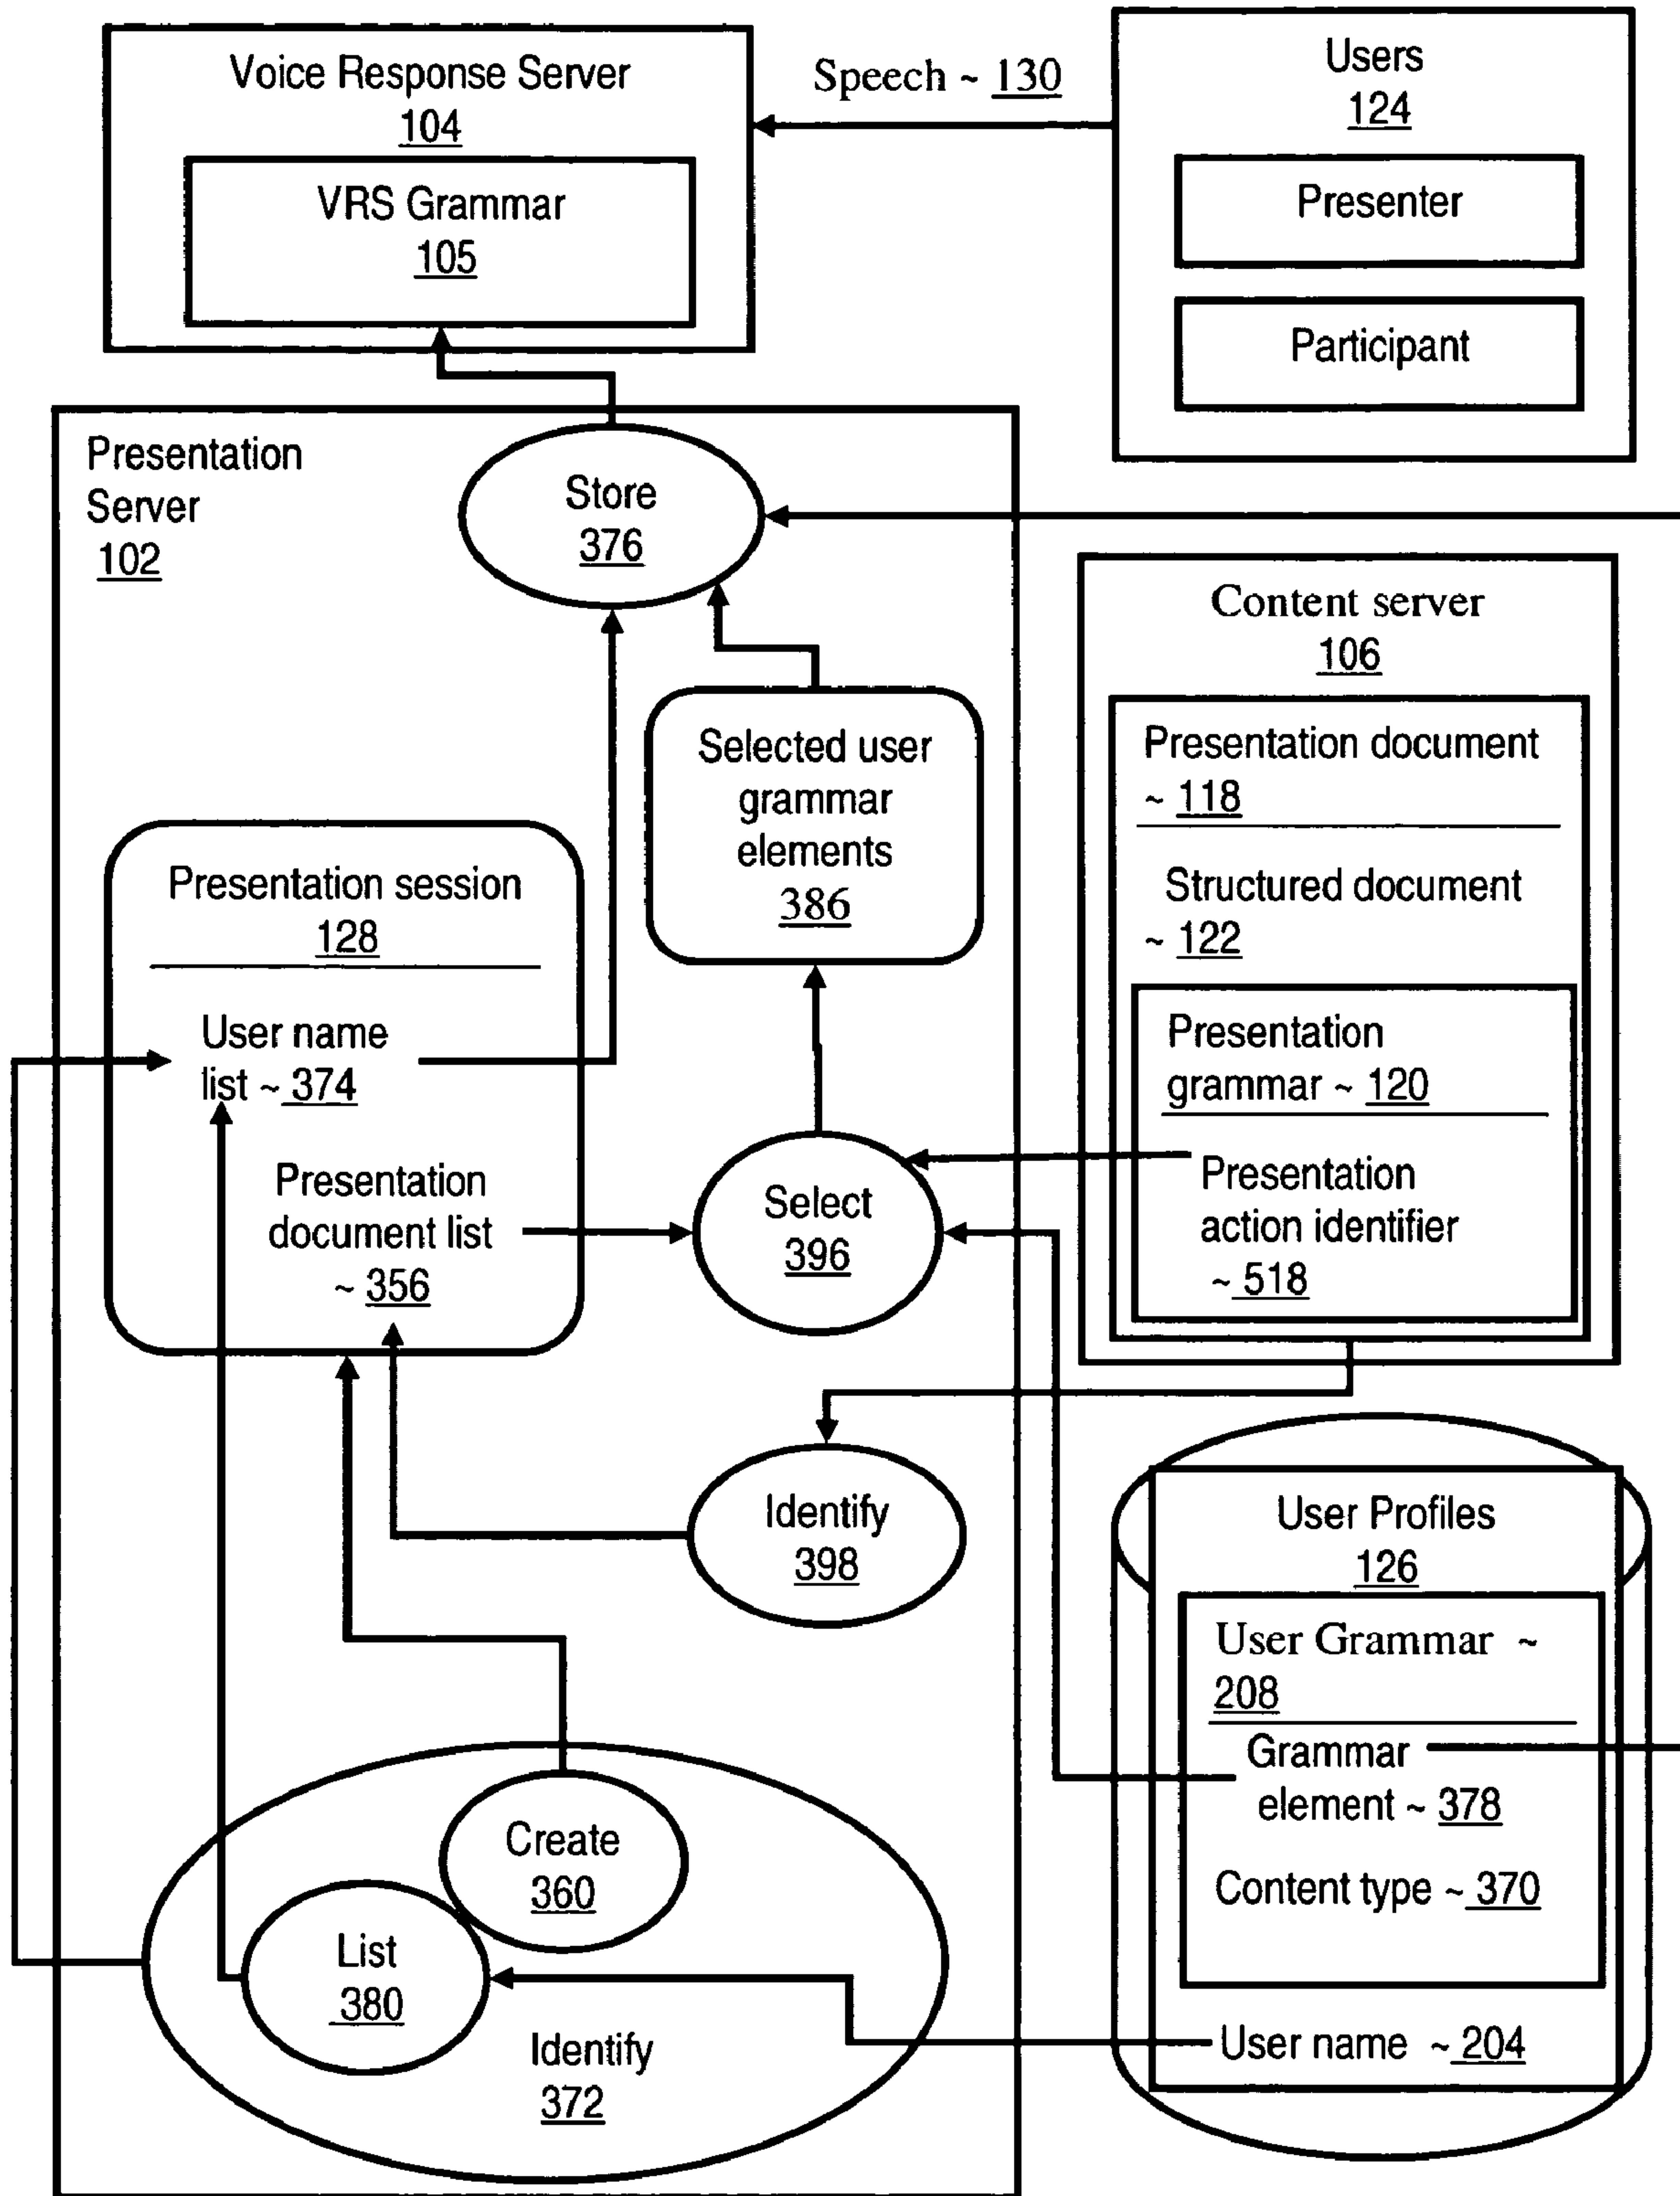 Voice Response Server
104
VRS Grammar
105
Speech ~ 130
Users
124
Presenter
Participant
Presentation
Server
102
Store
376
Selected user
grammar
elements
386
Presentation session
128
User name
list ~ 374
Presentation
document list
~ 356
Select
396
Content server
106
Presentation document
~ 118
Structured document
~ 122
Presentation
grammar ~ 120
Presentation
action identifier
~ 518
Identify
398
User Profiles
126
User Grammar ~
208
Grammar
element ~ 378
Content type ~ 370
User name ~ 204
Create
360
List
380
Identify
372